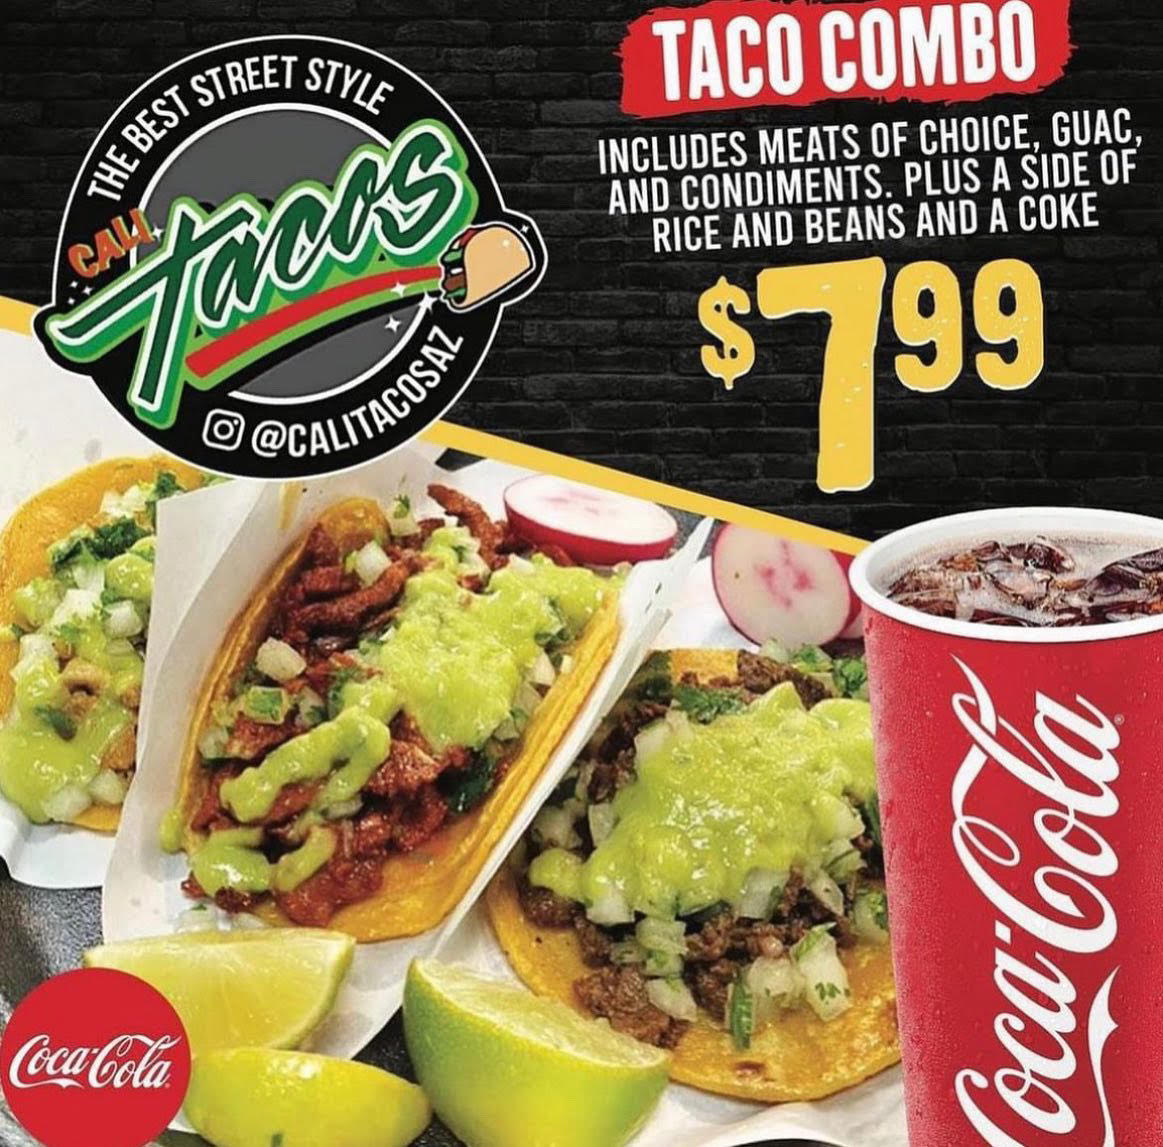 TACO COMBO
INCLUDES MEATS OF CHOICE, GUAC,
AND CONDIMENTS. PLUS A SIDE OF
RICE AND BEANS AND A COKE
$799
THE BEST STREET STYLE
CALI
Tacos
@CALITACOSAZ
Coca-Cola
Coca-Cola